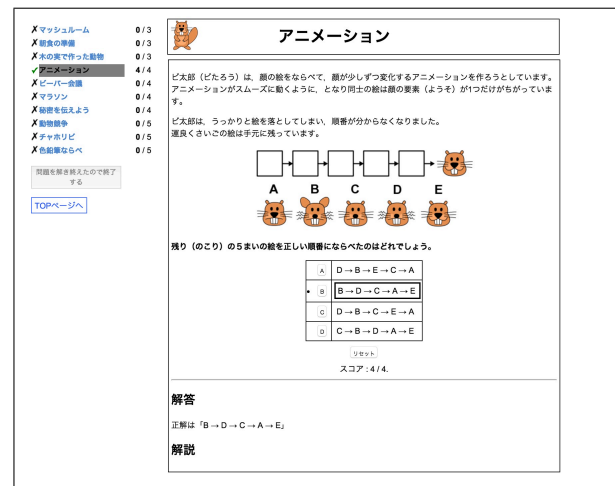 ✗マッシュルーム 0 / 3
✗朝食の準備 0 / 3
✗木の実で作った動物 0 / 3
✓アニメーション 4 / 4
✗ビーバー会議 0 / 4
✗マラソン 0 / 4
✗秘密を伝えよう 0 / 4
✗動物競争 0 / 5
✗チャホリビ 0 / 5
✗色鉛筆ならべ 0 / 5
問題を解き終えたので終了
する
TOPページへ
アニメーション
ビ太郎（ビたろう）は，顔の絵をならべて，顔が少しずつ変化するアニメーションを作ろうとしています。
アニメーションがスムーズに動くように，となり同士の絵は顔の要素（ようそ）が1つだけがちがっていま
す。
ビ太郎は，うっかりと絵を落としてしまい，順番が分からなくなりました。
運良くさいごの絵は手元に残っています。
A B C D E
残り（のこり）の５まいの絵を正しい順番にならべたのはどれでしょう。
A D → B → E → C → A
B B → D → C → A → E
C D → B → C → E → A
D C → B → D → A → E
リセット
スコア : 4 / 4.
解答
正解は「B → D → C → A → E」
解説